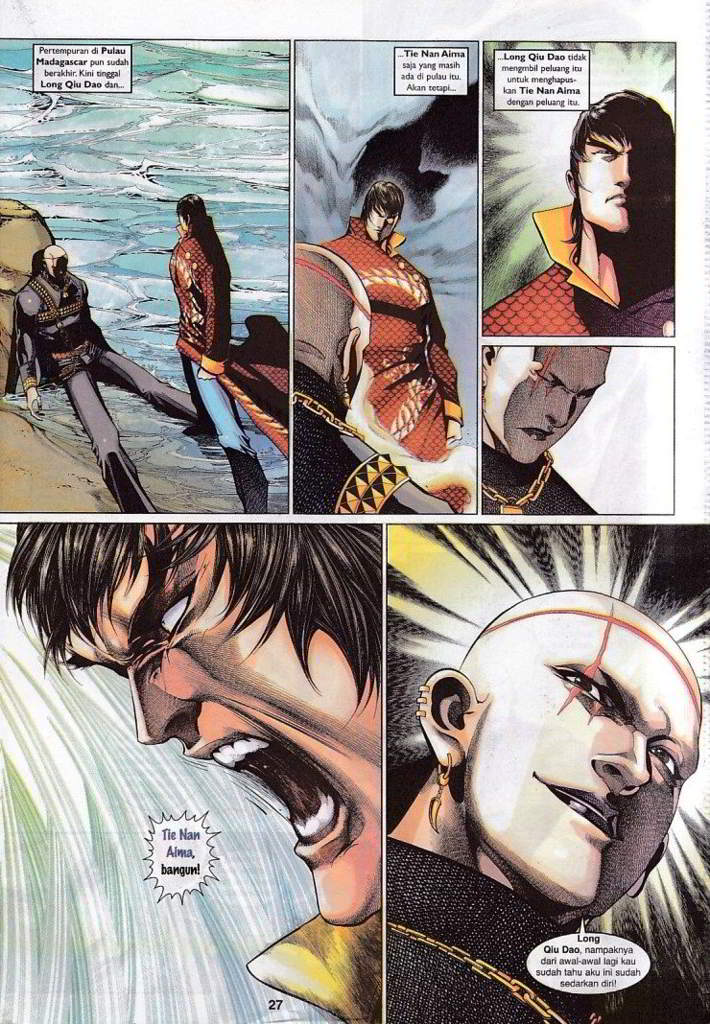 Pertempuran di Pulau
Madagascar pun sudah
berakhir. Kini tinggal
Long Qiu Dao dan...
...Tie Nan Aima
saja yang masih
ada di pulau itu.
Akan tetapi...
...Long Qiu Dao tidak
mengmbil peluang itu
untuk menghapus-
kan Tie Nan Aima
dengan peluang itu.
Tie Nan
Aima,
bangun!
Long
Qiu Dao, nampaknya
dari awal-awal lagi kau
sudah tahu aku ini sudah
sedarkan diri!
27